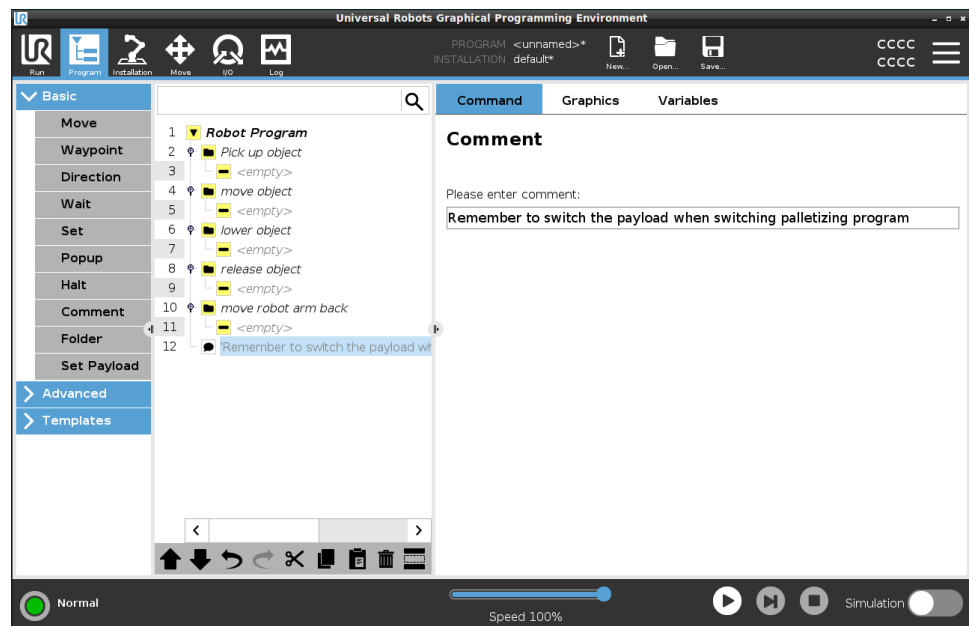 Universal Robots Graphical Programming Environment
UR
Run
Program
Installation
Move
I/O
Log
PROGRAM <unnamed>*
INSTALLATION default*
New...
Open...
Save...
CCCC
CCCC
Basic
Move
Waypoint
Direction
Wait
Set
Popup
Halt
Comment
Folder
Set Payload
Advanced
Templates
1 Robot Program
2 Pick up object
3 <empty>
4 move object
5 <empty>
6 lower object
7 <empty>
8 release object
9 <empty>
10 move robot arm back
11 <empty>
12 'Remember to switch the payload wh
Command Graphics Variables
Comment
Please enter comment:
Remember to switch the payload when switching palletizing program
Normal
Speed 100%
Simulation